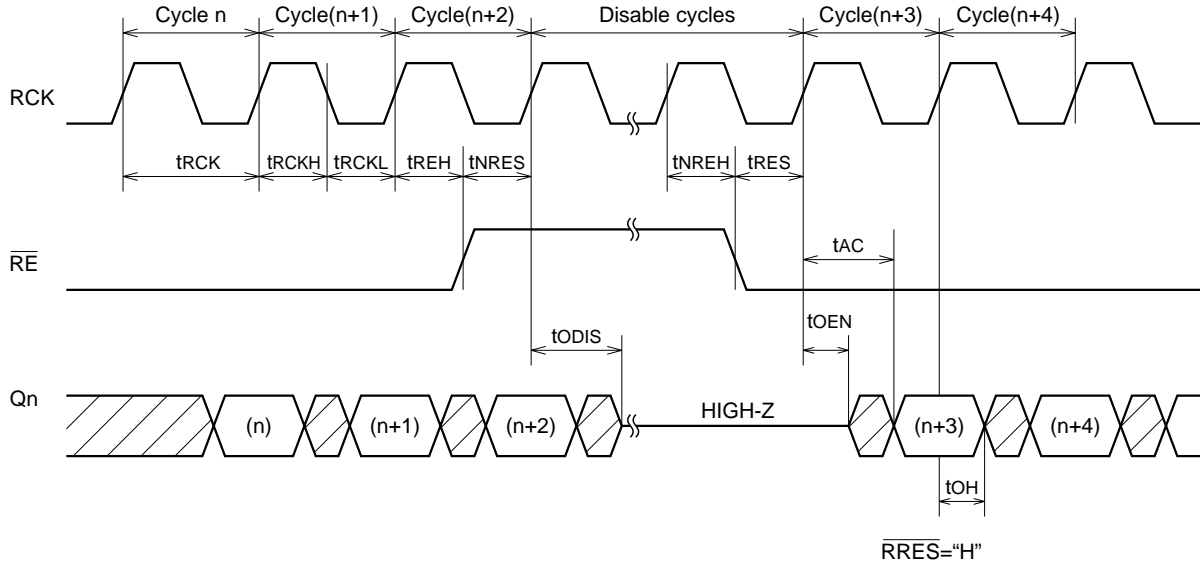 Cycle n Cycle(n+1) Cycle(n+2) Disable cycles Cycle(n+3) Cycle(n+4)
RCK
tRCK tRCKH tRCKL tREH tNRES tNREH tRES
RE
tAC
tODIS tOEN
Qn
(n) (n+1) (n+2) HIGH-Z (n+3) (n+4)
tOH
RRES="H"